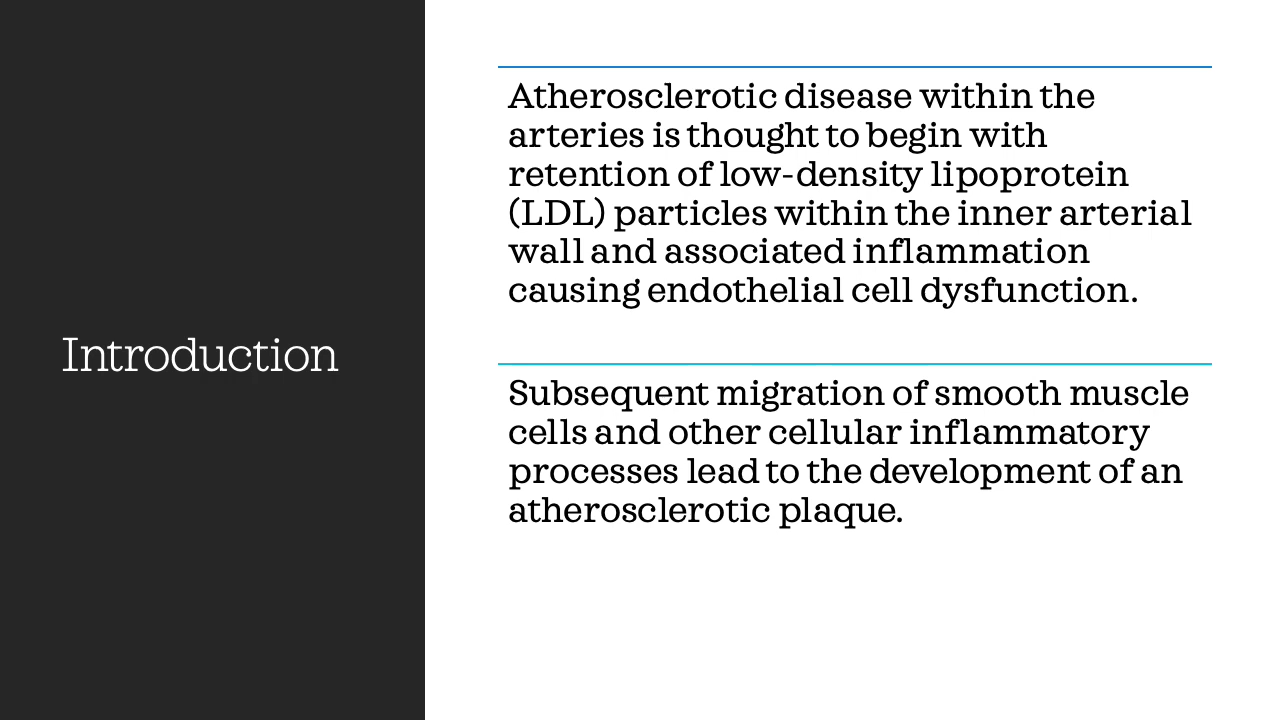 Introduction
Atherosclerotic disease within the
arteries is thought to begin with
retention of low-density lipoprotein
(LDL) particles within the inner arterial
wall and associated inflammation
causing endothelial cell dysfunction.
Subsequent migration of smooth muscle
cells and other cellular inflammatory
processes lead to the development of an
atherosclerotic plaque.